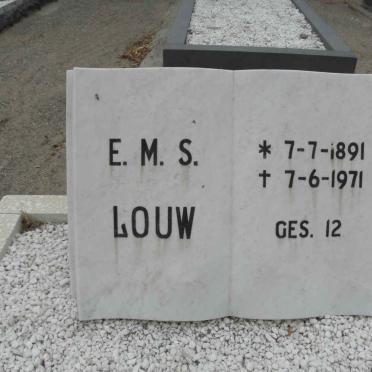 E. M. S.
LOUW
* 7-7-1891
† 7-6-1971
GES. 12